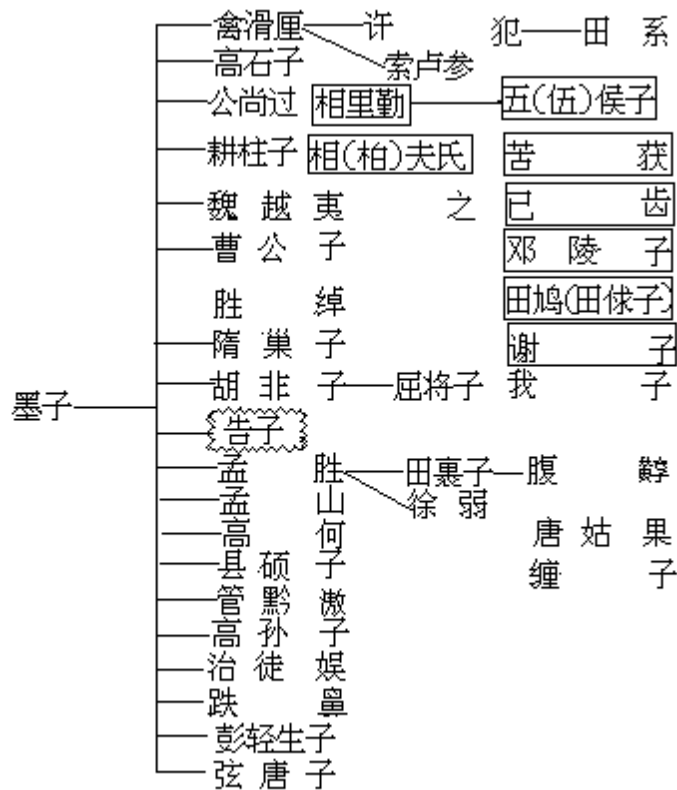 禽滑厘 许 犯 田 系
高石子 索卢参
公尚过 相里勤 五(伍)侯子
耕柱子 相(柏)夫氏 苦 获
魏 越 夷 之 已 齿
曹 公 子 邓 陵 子
胜 绰 田鸠(田俅子)
隋 巢 子 谢 子
墨子 胡 非 子 屈将子 我 子
告子
孟 胜 田襄子 腹 䵍
孟 山 徐 弱
高 何 唐 姑 果
县 硕 子 缠 子
管 黔 滶
高 孙 子
治 徒 娱
跌 鼻
彭轻生子
弦 唐 子